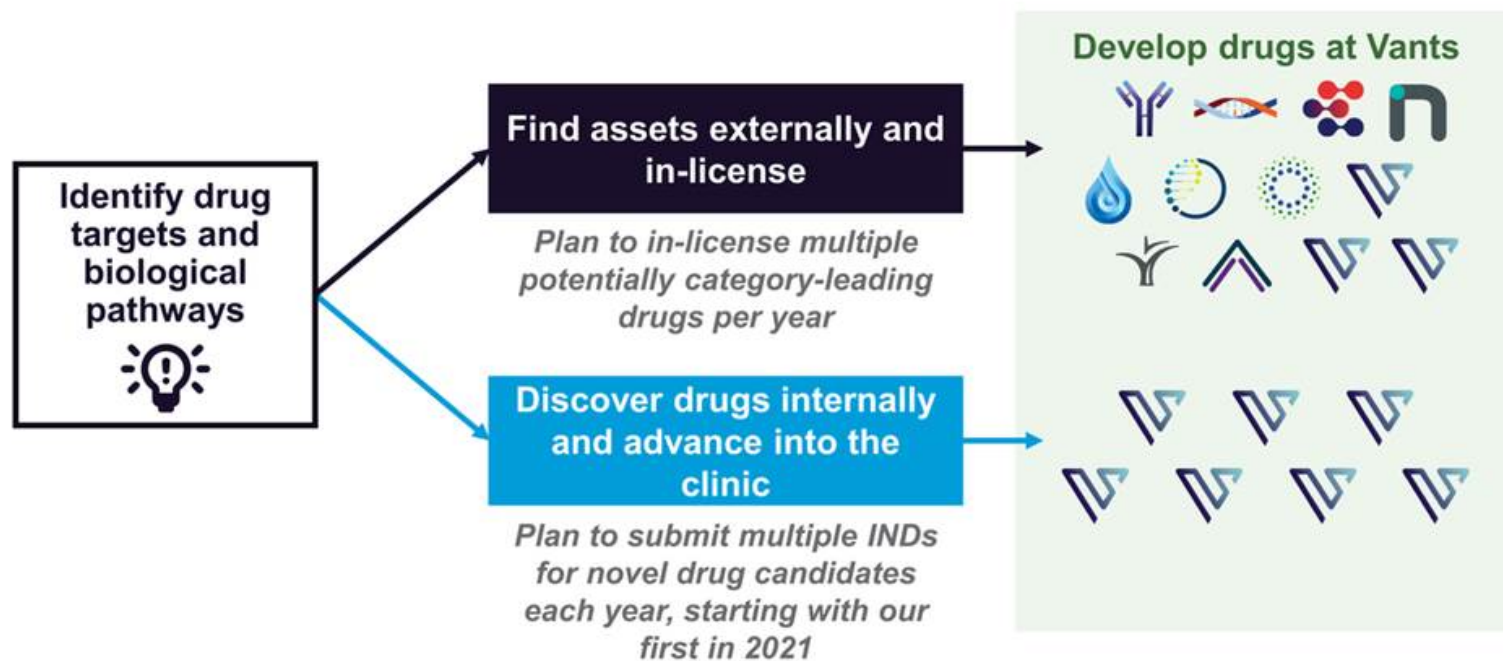 Identify drug
targets and
biological
pathways
Find assets externally and
in-license
Plan to in-license multiple
potentially category-leading
drugs per year
Discover drugs internally
and advance into the
clinic
Plan to submit multiple INDs
for novel drug candidates
each year, starting with our
first in 2021
Develop drugs at Vants